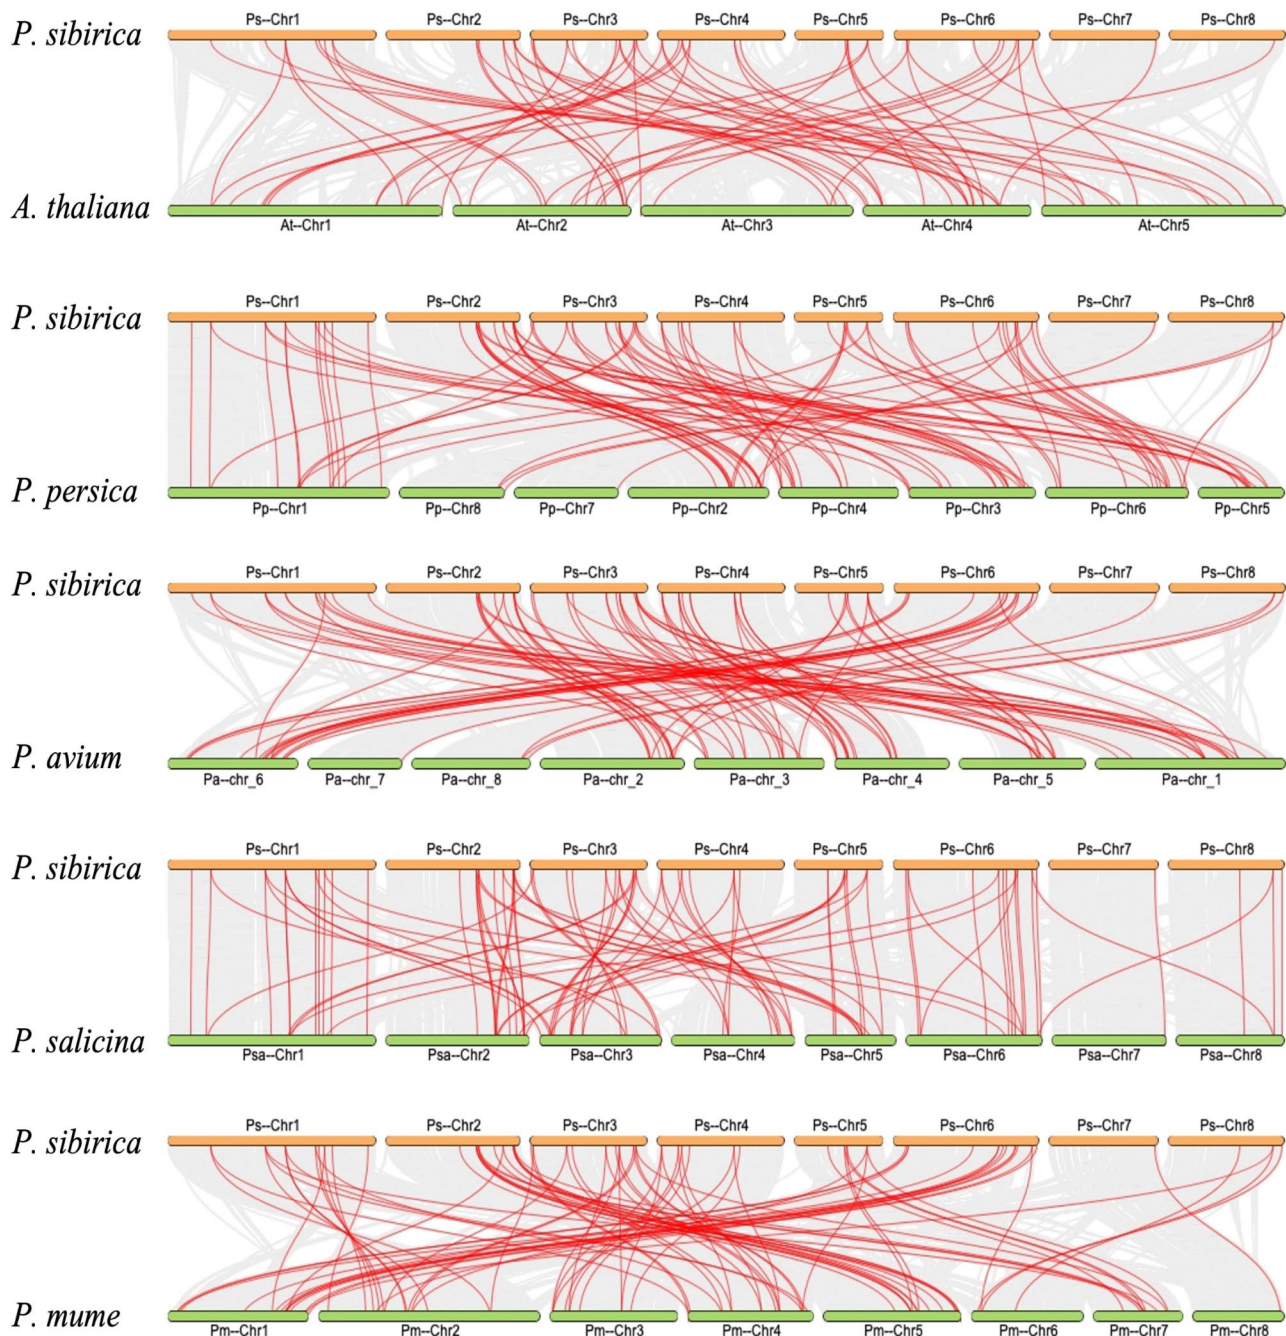 Ps--Chr1 Ps--Chr2 Ps--Chr3 Ps--Chr4 Ps--Chr5 Ps--Chr6 Ps--Chr7 Ps--Chr8
P. sibirica
A. thaliana
At--Chr1 At--Chr2 At--Chr3 At--Chr4 At--Chr5
Ps--Chr1 Ps--Chr2 Ps--Chr3 Ps--Chr4 Ps--Chr5 Ps--Chr6 Ps--Chr7 Ps--Chr8
P. sibirica
P. persica
Pp--Chr1 Pp--Chr8 Pp--Chr7 Pp--Chr2 Pp--Chr4 Pp--Chr3 Pp--Chr6 Pp--Chr5
Ps--Chr1 Ps--Chr2 Ps--Chr3 Ps--Chr4 Ps--Chr5 Ps--Chr6 Ps--Chr7 Ps--Chr8
P. sibirica
P. avium
Pa--chr_6 Pa--chr_7 Pa--chr_8 Pa--chr_2 Pa--chr_3 Pa--chr_4 Pa--chr_5 Pa--chr_1
Ps--Chr1 Ps--Chr2 Ps--Chr3 Ps--Chr4 Ps--Chr5 Ps--Chr6 Ps--Chr7 Ps--Chr8
P. sibirica
P. salicina
Psa--Chr1 Psa--Chr2 Psa--Chr3 Psa--Chr4 Psa--Chr5 Psa--Chr6 Psa--Chr7 Psa--Chr8
Ps--Chr1 Ps--Chr2 Ps--Chr3 Ps--Chr4 Ps--Chr5 Ps--Chr6 Ps--Chr7 Ps--Chr8
P. sibirica
P. mume
Pm--Chr1 Pm--Chr2 Pm--Chr3 Pm--Chr4 Pm--Chr5 Pm--Chr6 Pm--Chr7 Pm--Chr8